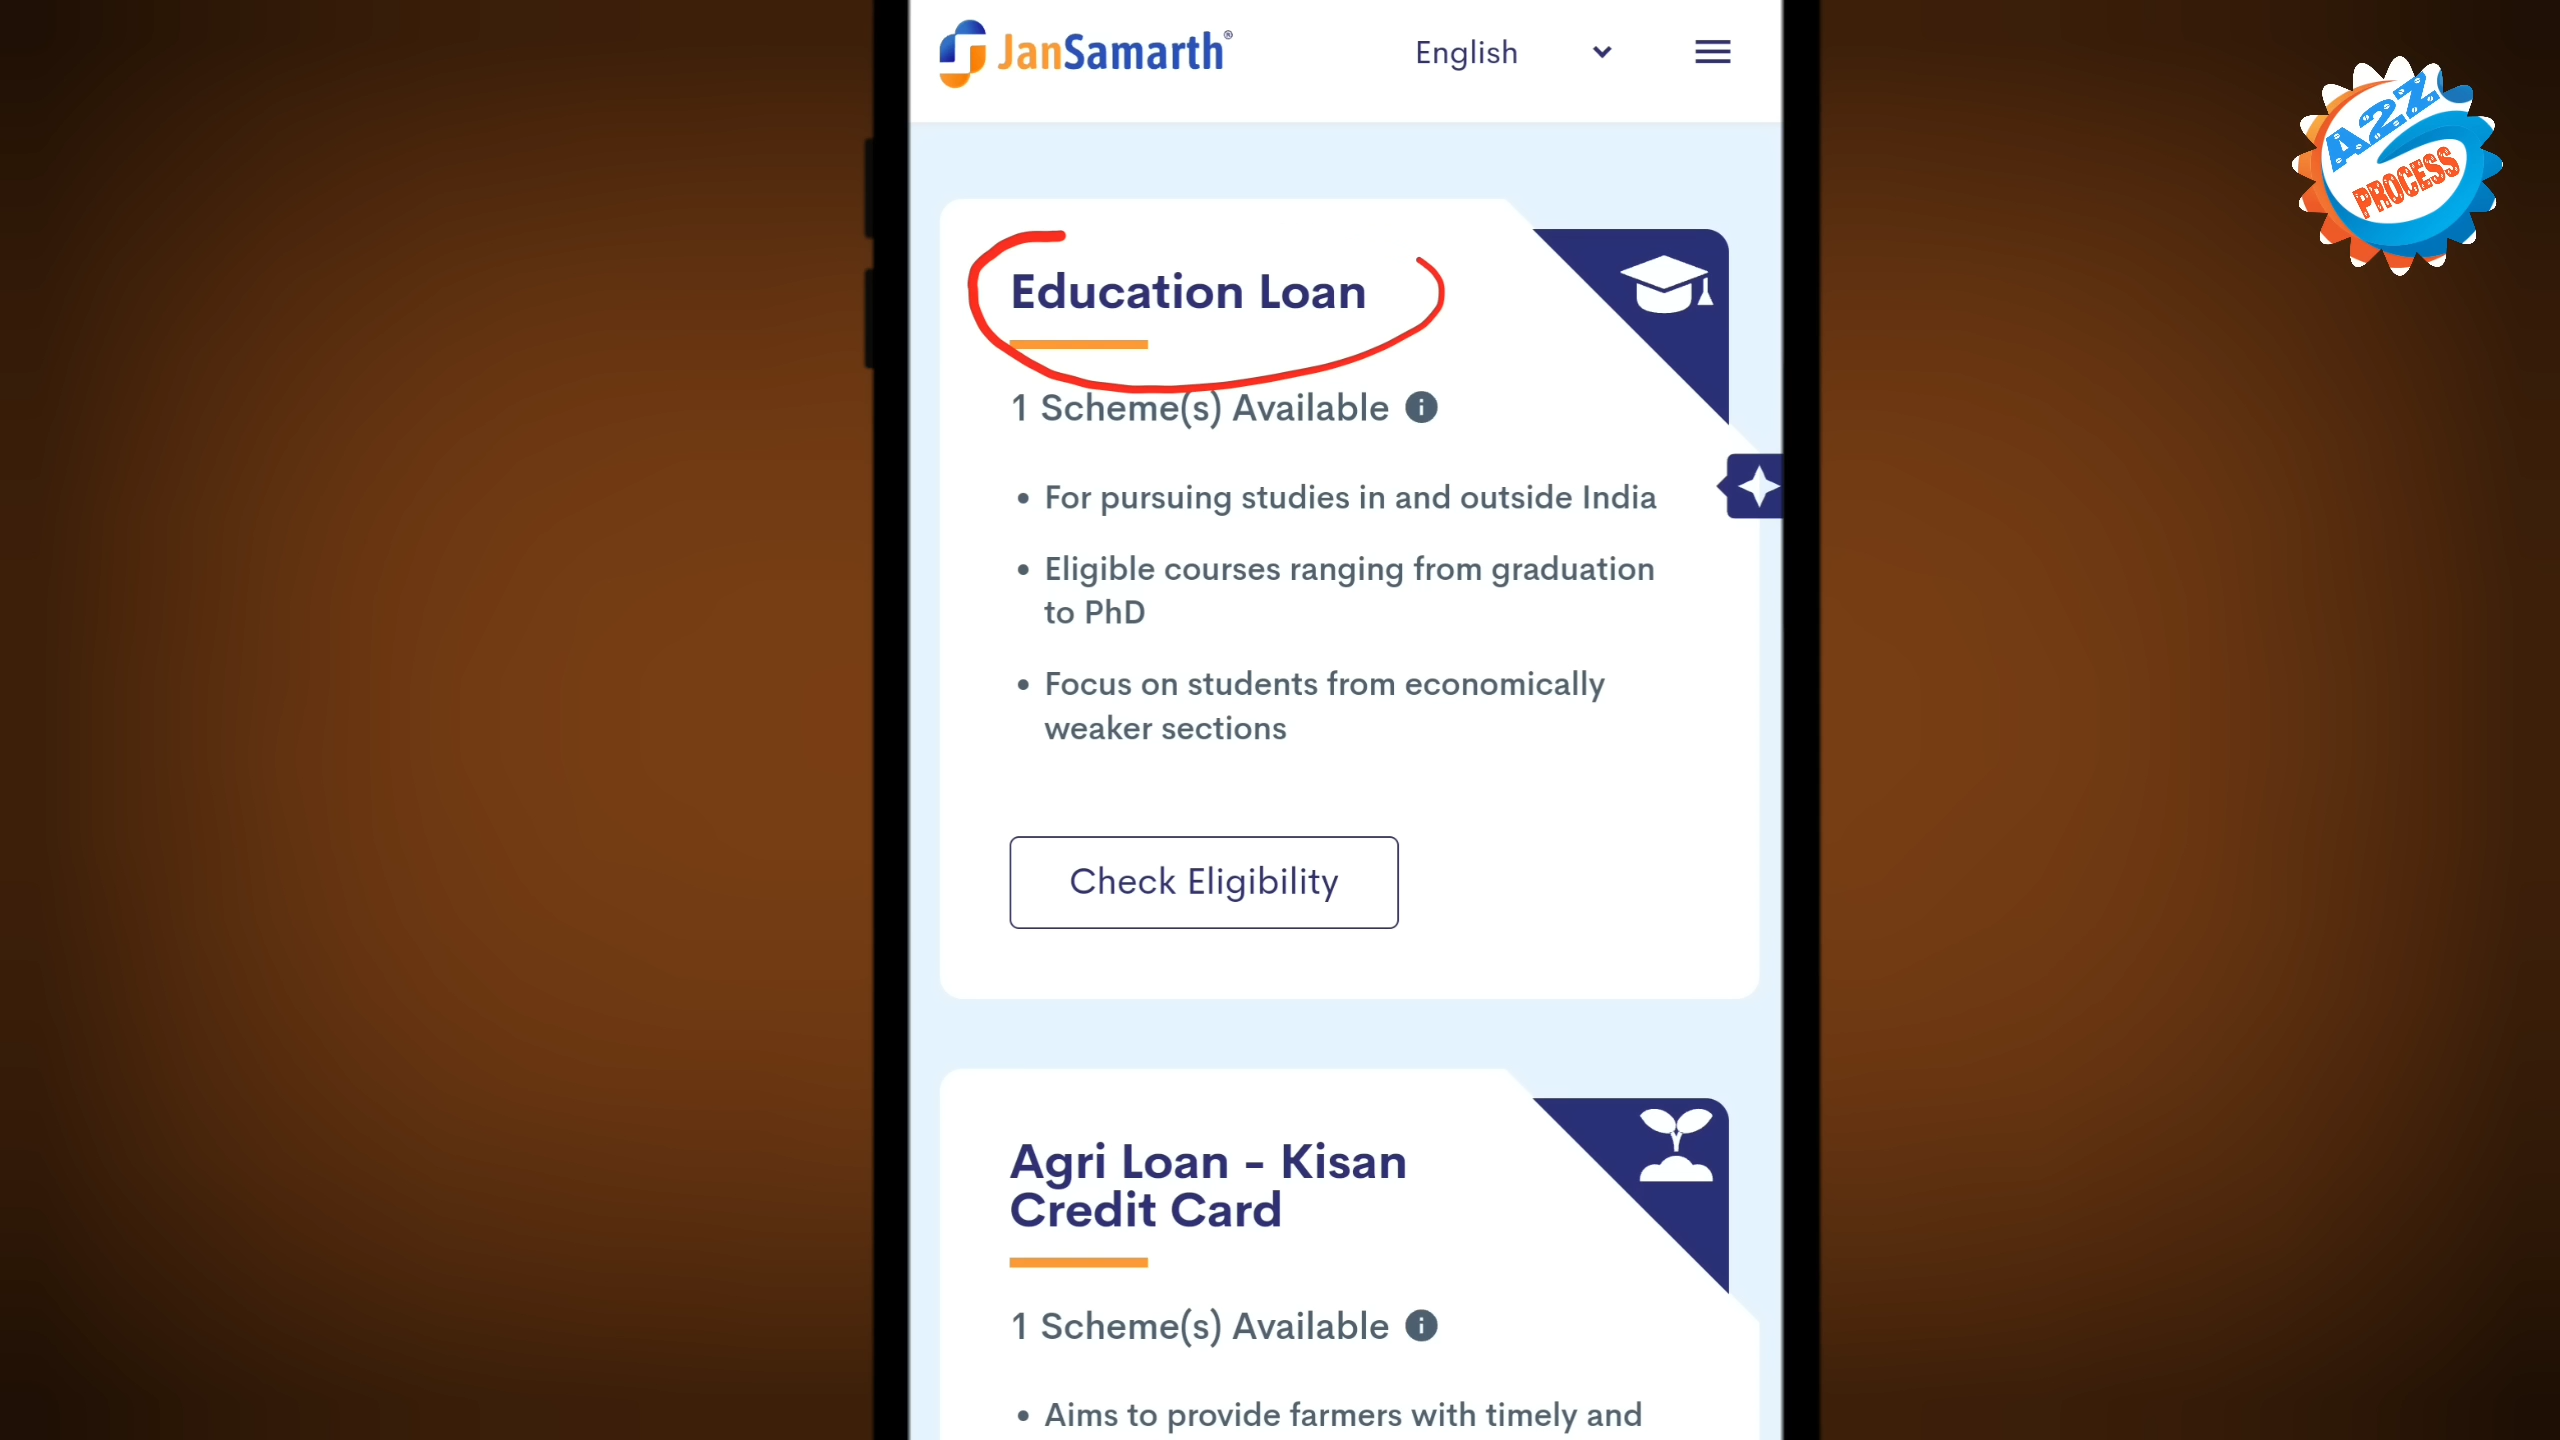 JanSamarth®
English
A2Z
PROCESS
Education Loan
1 Scheme(s) Available
• For pursuing studies in and outside India
• Eligible courses ranging from graduation
to PhD
• Focus on students from economically
weaker sections
Check Eligibility
Agri Loan - Kisan
Credit Card
1 Scheme(s) Available
• Aims to provide farmers with timely and